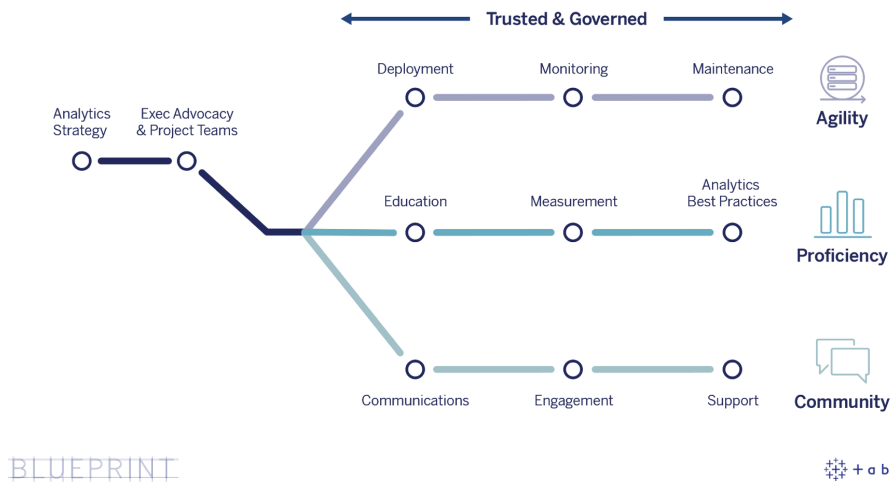 Trusted & Governed
Deployment
Monitoring
Maintenance
Agility
Analytics
Strategy
Exec Advocacy
& Project Teams
Education
Measurement
Analytics
Best Practices
Proficiency
Communications
Engagement
Support
Community
BLUEPRINT
+ a b